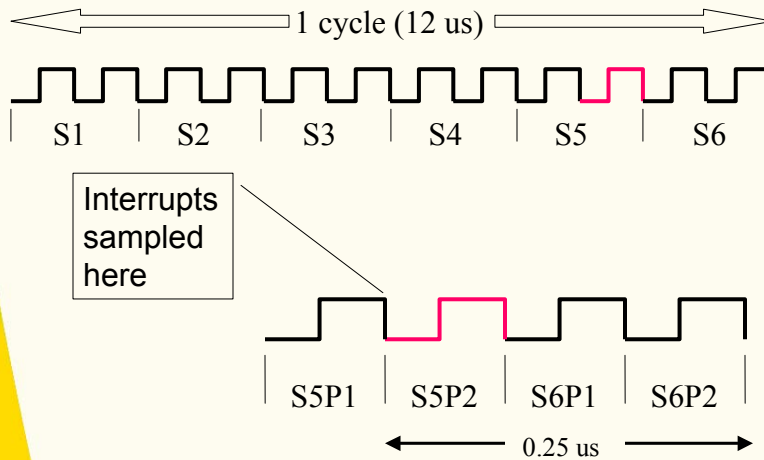 1 cycle (12 us)
S1 S2 S3 S4 S5 S6
Interrupts
sampled
here
S5P1 S5P2 S6P1 S6P2
0.25 us